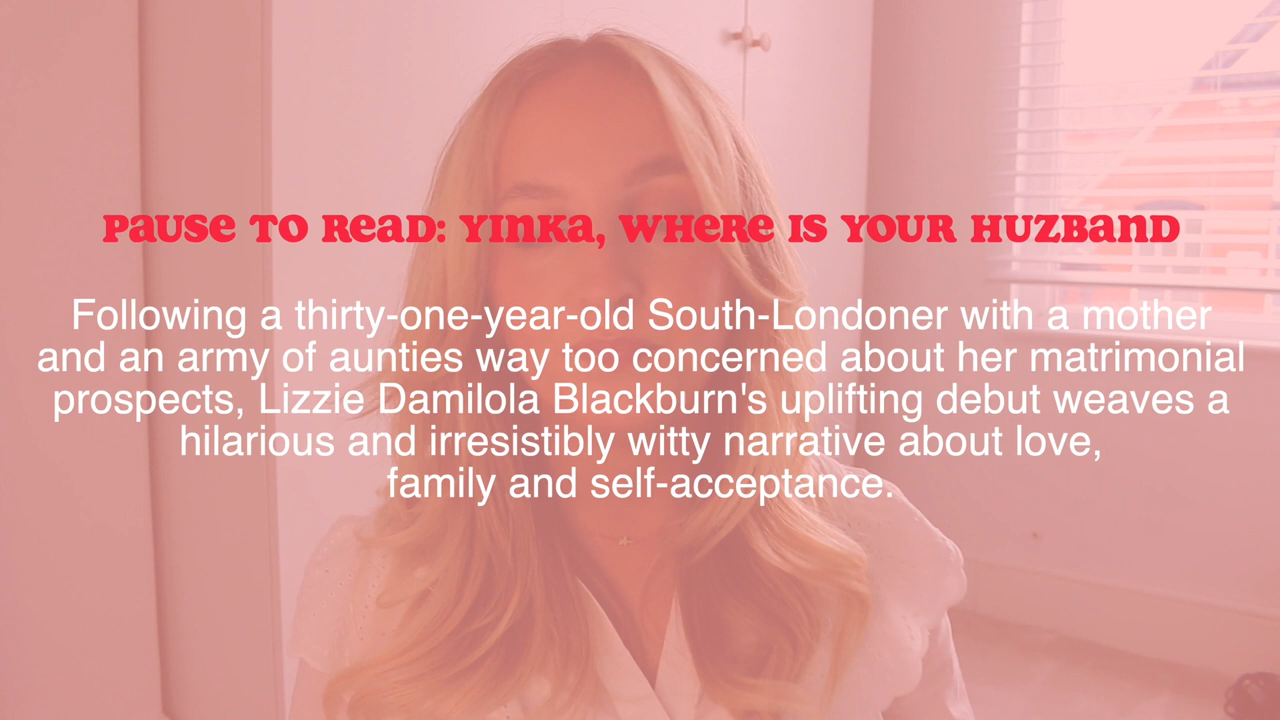 PAUSE TO READ: YINKA, WHERE IS YOUR HUZBAND
Following a thirty-one-year-old South-Londoner with a mother
and an army of aunties way too concerned about her matrimonial
prospects, Lizzie Damilola Blackburn's uplifting debut weaves a
hilarious and irresistibly witty narrative about love,
family and self-acceptance.